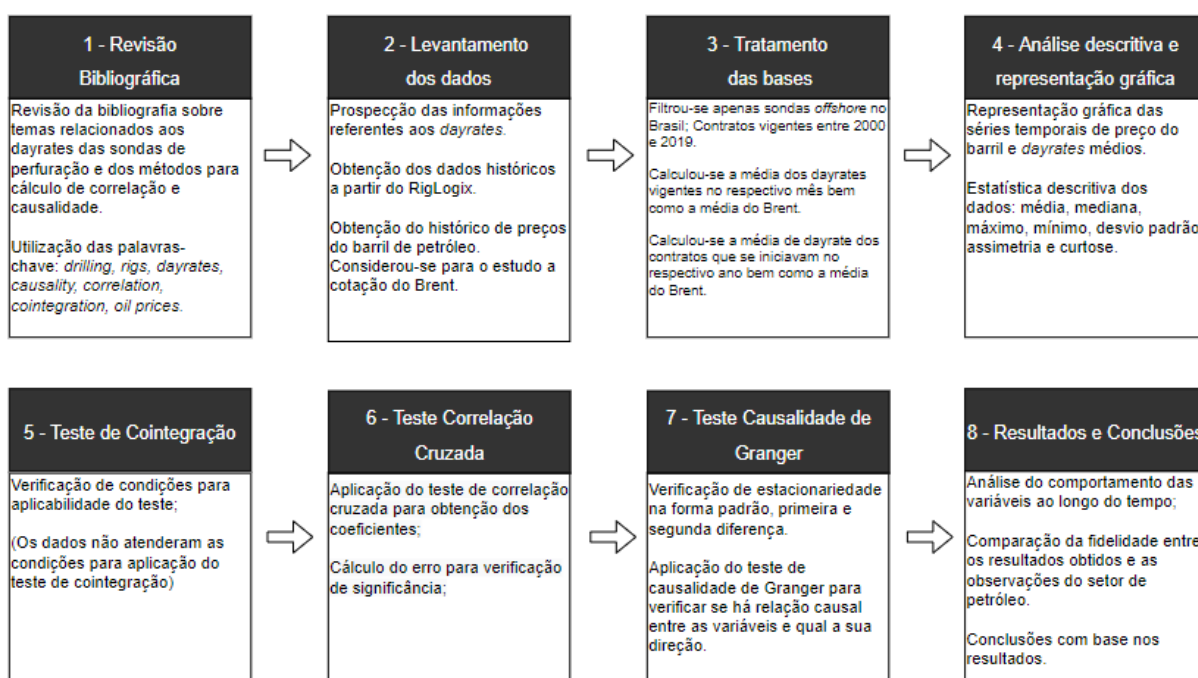 1 - Revisão
Bibliográfica
Revisão da bibliografia sobre
temas relacionados aos
dayrates das sondas de
perfuração e dos métodos para
cálculo de correlação e
causalidade.
Utilização das palavras-
chave: drilling, rigs, dayrates,
causality, correlation,
cointegration, oil prices.
2 - Levantamento
dos dados
Prospecção das informações
referentes aos dayrates.
Obtenção dos dados históricos
a partir do RigLogix.
Obtenção do histórico de preços
do barril de petróleo.
Considerou-se para o estudo a
cotação do Brent.
3 - Tratamento
das bases
Filtrou-se apenas sondas offshore no
Brasil; Contratos vigentes entre 2000
e 2019.
Calculou-se a média dos dayrates
vigentes no respectivo mês bem
como a média do Brent.
Calculou-se a média de dayrate dos
contratos que se iniciavam no
respectivo ano bem como a média
do Brent.
4 - Análise descritiva e
representação gráfica
Representação gráfica das
séries temporais de preço do
barril e dayrates médios.
Estatística descritiva dos
dados: média, mediana,
máximo, mínimo, desvio padrão
assimetria e curtose.
5 - Teste de Cointegração
Verificação de condições para
aplicabilidade do teste;
(Os dados não atenderam as
condições para aplicação do
teste de cointegração)
6 - Teste Correlação
Cruzada
Aplicação do teste de correlação
cruzada para obtenção dos
coeficientes;
Cálculo do erro para verificação
de significância;
7 - Teste Causalidade de
Granger
Verificação de estacionariedade
na forma padrão, primeira e
segunda diferença.
Aplicação do teste de
causalidade de Granger para
verificar se há relação causal
entre as variáveis e qual a sua
direção.
8 - Resultados e Conclusões
Análise do comportamento das
variáveis ao longo do tempo;
Comparação da fidelidade entre
os resultados obtidos e as
observações do setor de
petróleo.
Conclusões com base nos
resultados.